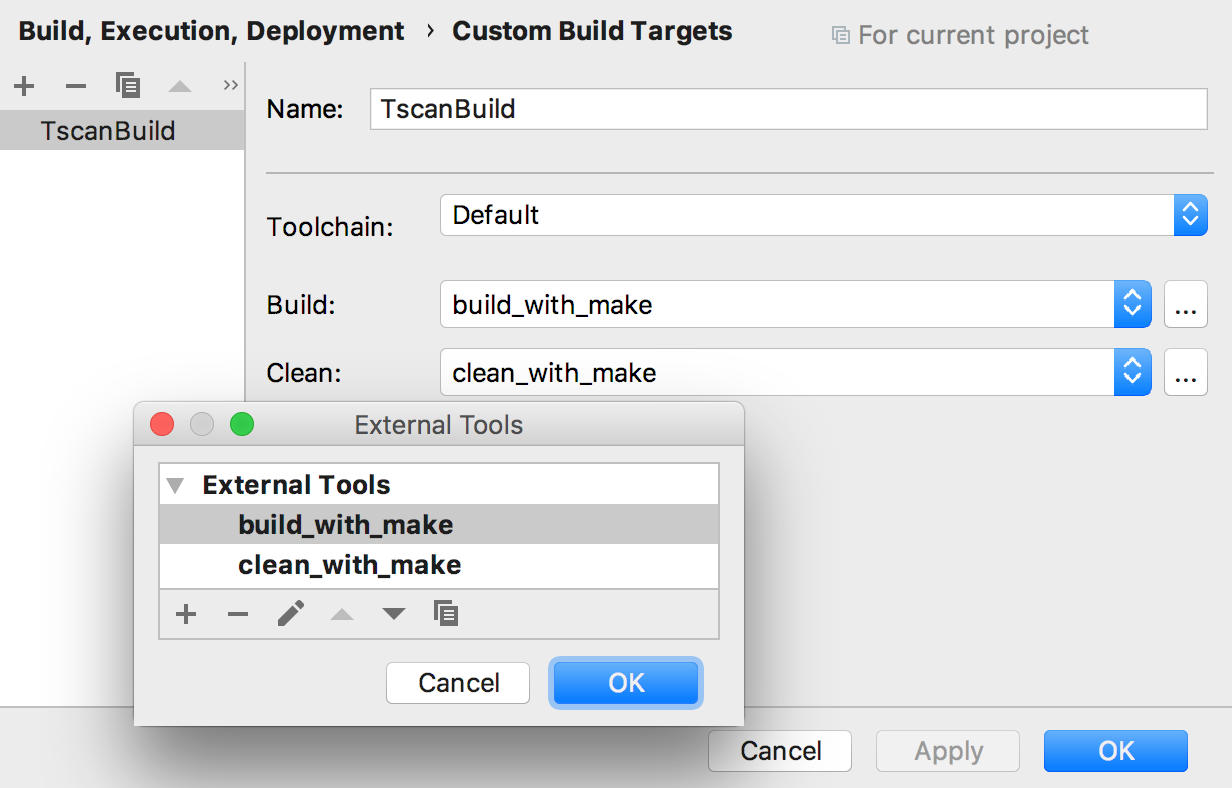 Build, Execution, Deployment › Custom Build Targets For current project
TscanBuild
Name: TscanBuild
Toolchain: Default
Build: build_with_make ...
Clean: clean_with_make ...
External Tools
External Tools
build_with_make
clean_with_make
Cancel OK
Cancel Apply OK